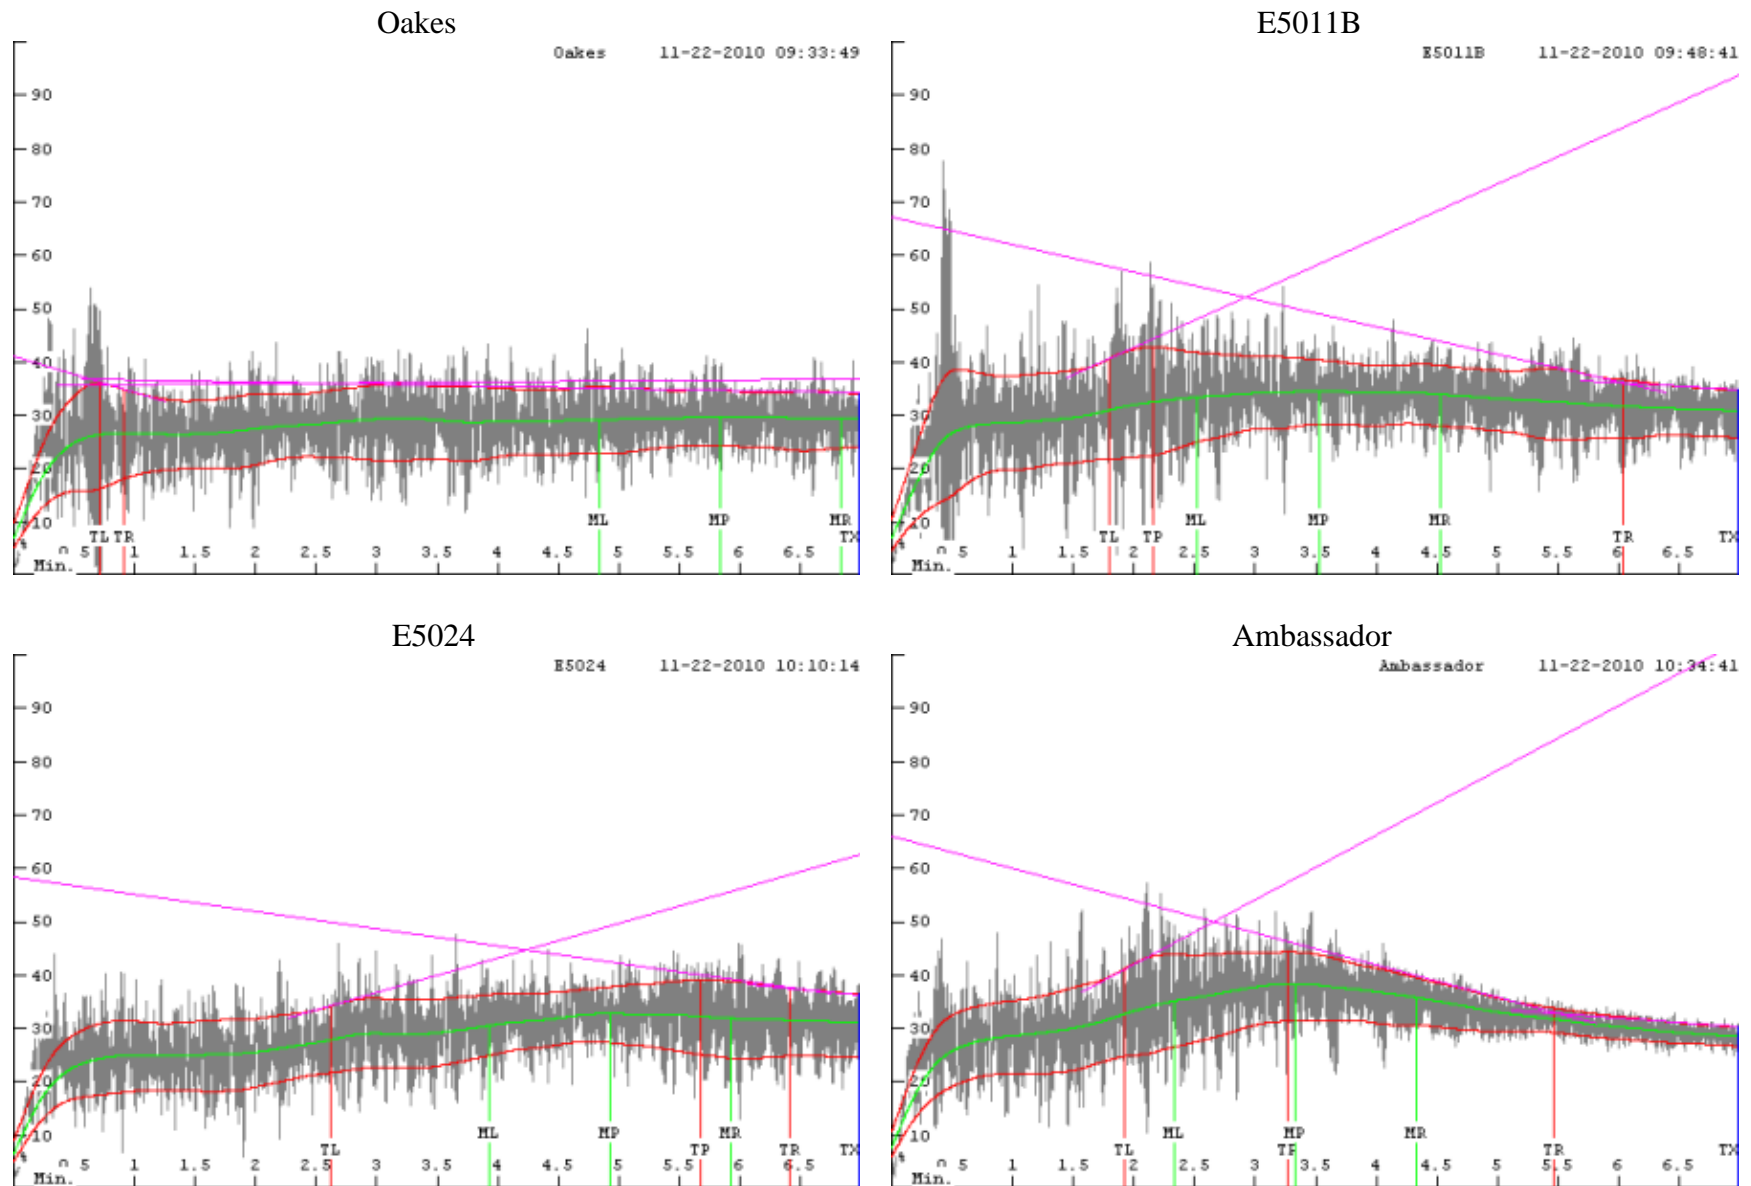 Oakes
Oakes 11-22-2010 09:33:49
90
80
70
60
50
40
30
20
10
ML MP MR
TL TR TX
% 0.5 1 1.5 2 2.5 3 3.5 4 4.5 5 5.5 6 6.5
Min.
E5011B
E5011B 11-22-2010 09:48:41
90
80
70
60
50
40
30
20
10
ML MP MR
TL TP TR TX
% 0.5 1 1.5 2 2.5 3 3.5 4 4.5 5 5.5 6 6.5
Min.
E5024
E5024 11-22-2010 10:10:14
90
80
70
60
50
40
30
20
10
ML MP MR
TL TP TR TX
% 0.5 1 1.5 2 2.5 3 3.5 4 4.5 5 5.5 6 6.5
Min.
Ambassador
Ambassador 11-22-2010 10:34:41
90
80
70
60
50
40
30
20
10
ML MP MR
TL TP TR TX
% 0.5 1 1.5 2 2.5 3 3.5 4 4.5 5 5.5 6 6.5
Min.